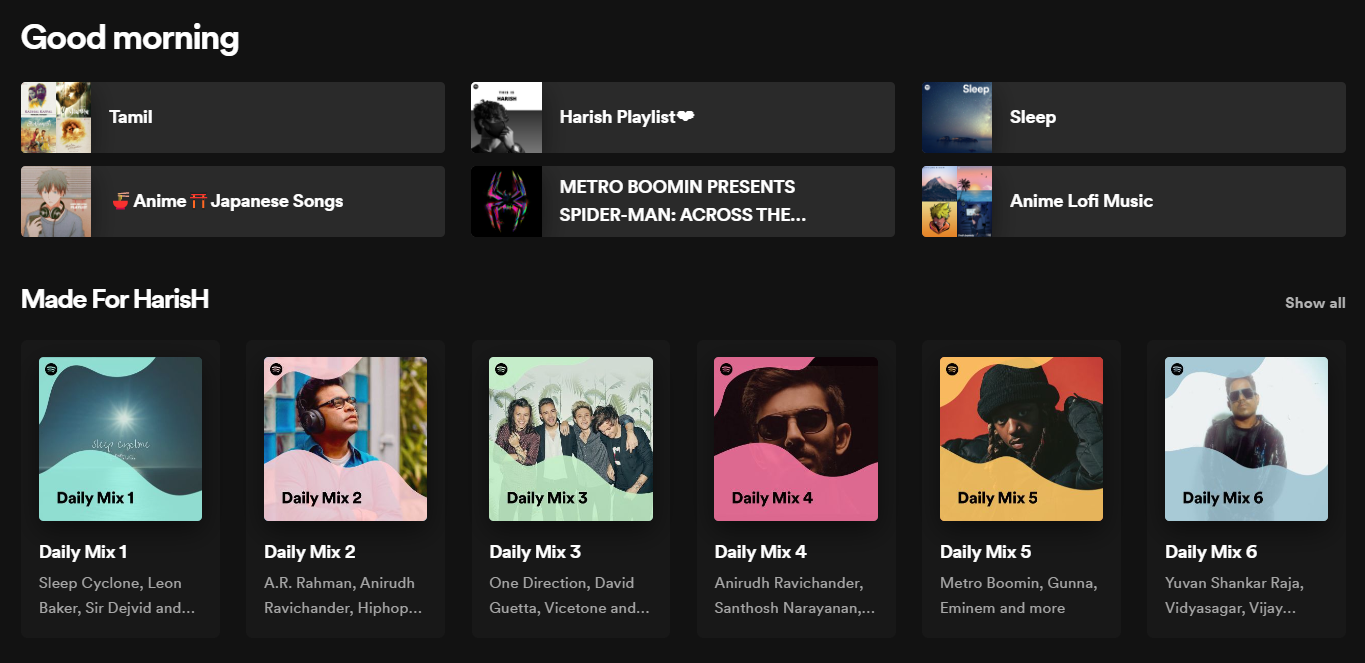 Good morning
Tamil
HARISH
Harish Playlist❤
Sleep
Sleep
🍜Anime⛩Japanese Songs
METRO BOOMIN PRESENTS
SPIDER-MAN: ACROSS THE...
Anime Lofi Music
Made For HarisH
Show all
Sleep Cyclone
Daily Mix 1
Daily Mix 2
Daily Mix 3
Daily Mix 4
Daily Mix 5
Daily Mix 6
Daily Mix 1
Sleep Cyclone, Leon
Baker, Sir Dejvid and...
Daily Mix 2
A.R. Rahman, Anirudh
Ravichander, Hiphop...
Daily Mix 3
One Direction, David
Guetta, Vicetone and...
Daily Mix 4
Anirudh Ravichander,
Santhosh Narayanan,...
Daily Mix 5
Metro Boomin, Gunna,
Eminem and more
Daily Mix 6
Yuvan Shankar Raja,
Vidyasagar, Vijay...